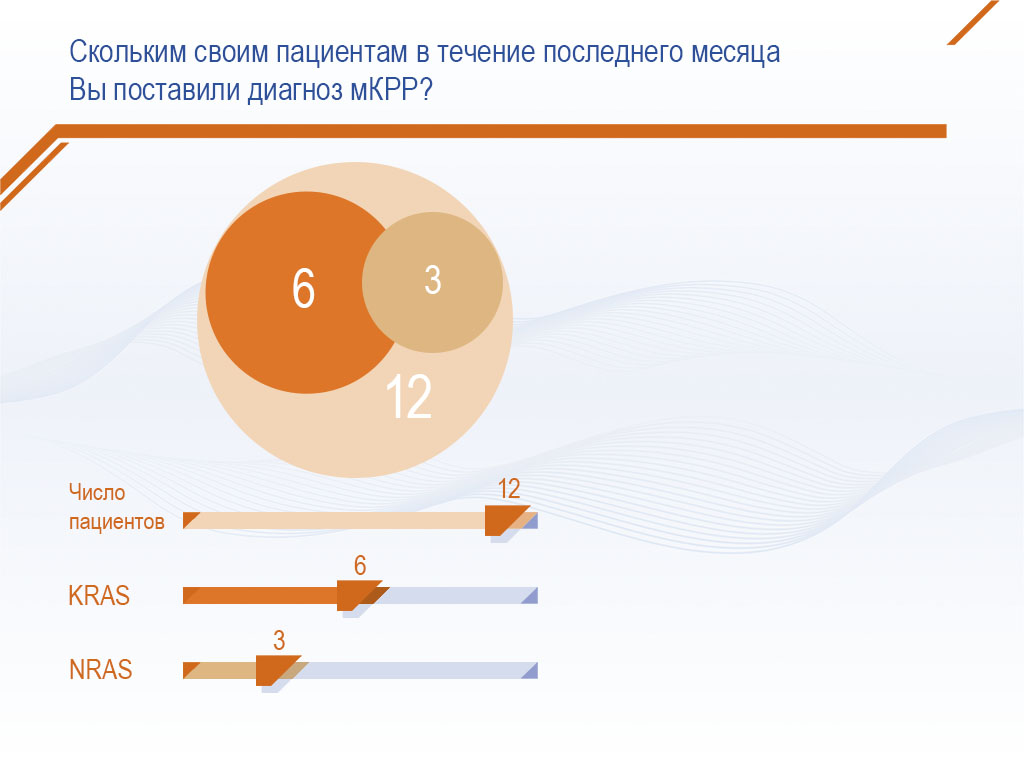 Скольким своим пациентам в течение последнего месяца
Вы поставили диагноз мКРР?
6
3
12
Число
пациентов
12
KRAS
6
NRAS
3